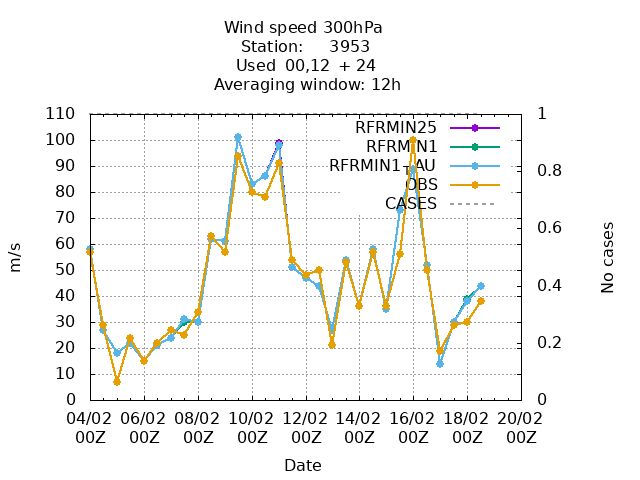 Wind speed 300hPa
Station: 3953
Used 00,12 + 24
Averaging window: 12h
110
100
90
80
70
60
50
40
30
20
10
0
m/s
1
0.8
0.6
0.4
0.2
0
No cases
RFRMIN25
RFRMIN1
RFRMIN1+AU
OBS
CASES
04/02 06/02 08/02 10/02 12/02 14/02 16/02 18/02 20/02
00Z 00Z 00Z 00Z 00Z 00Z 00Z 00Z 00Z
Date